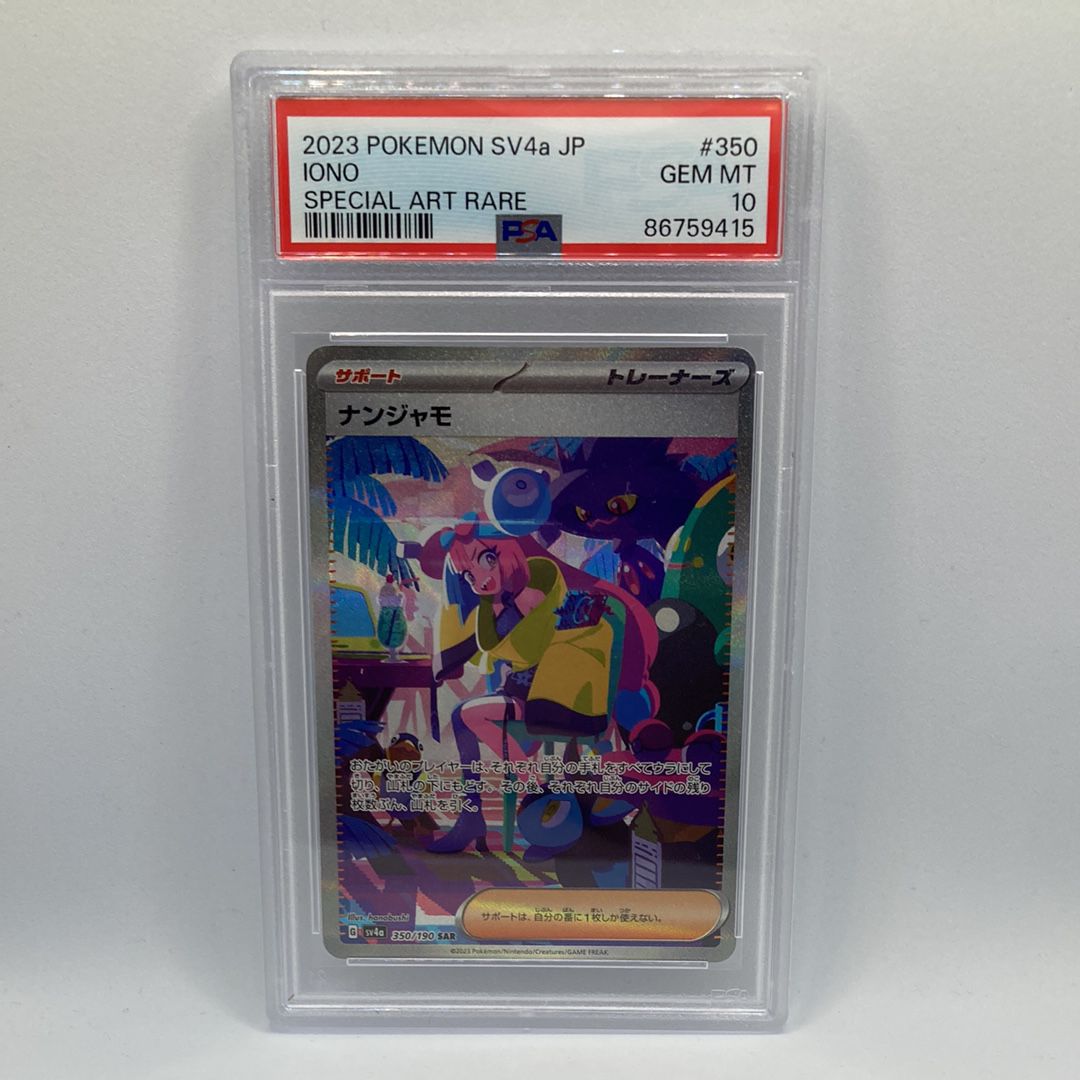 2023 POKEMON SV4a JP #350
IONO GEM MT
SPECIAL ART RARE 10
PSA 86759415
サポート トレーナーズ
ナンジャモ
おたがいのプレイヤーは、それぞれ自分の手札をすべてウラにして
切り、山札の下にもどす。その後、それぞれ自分のサイドの残り
枚数ぶん、山札を引く。
サポートは、自分の番に1枚しか使えない。
Illus. hanabushi
G SV4a 350/190 SAR
©2023 Pokémon/Nintendo/Creatures/GAME FREAK.
PSA